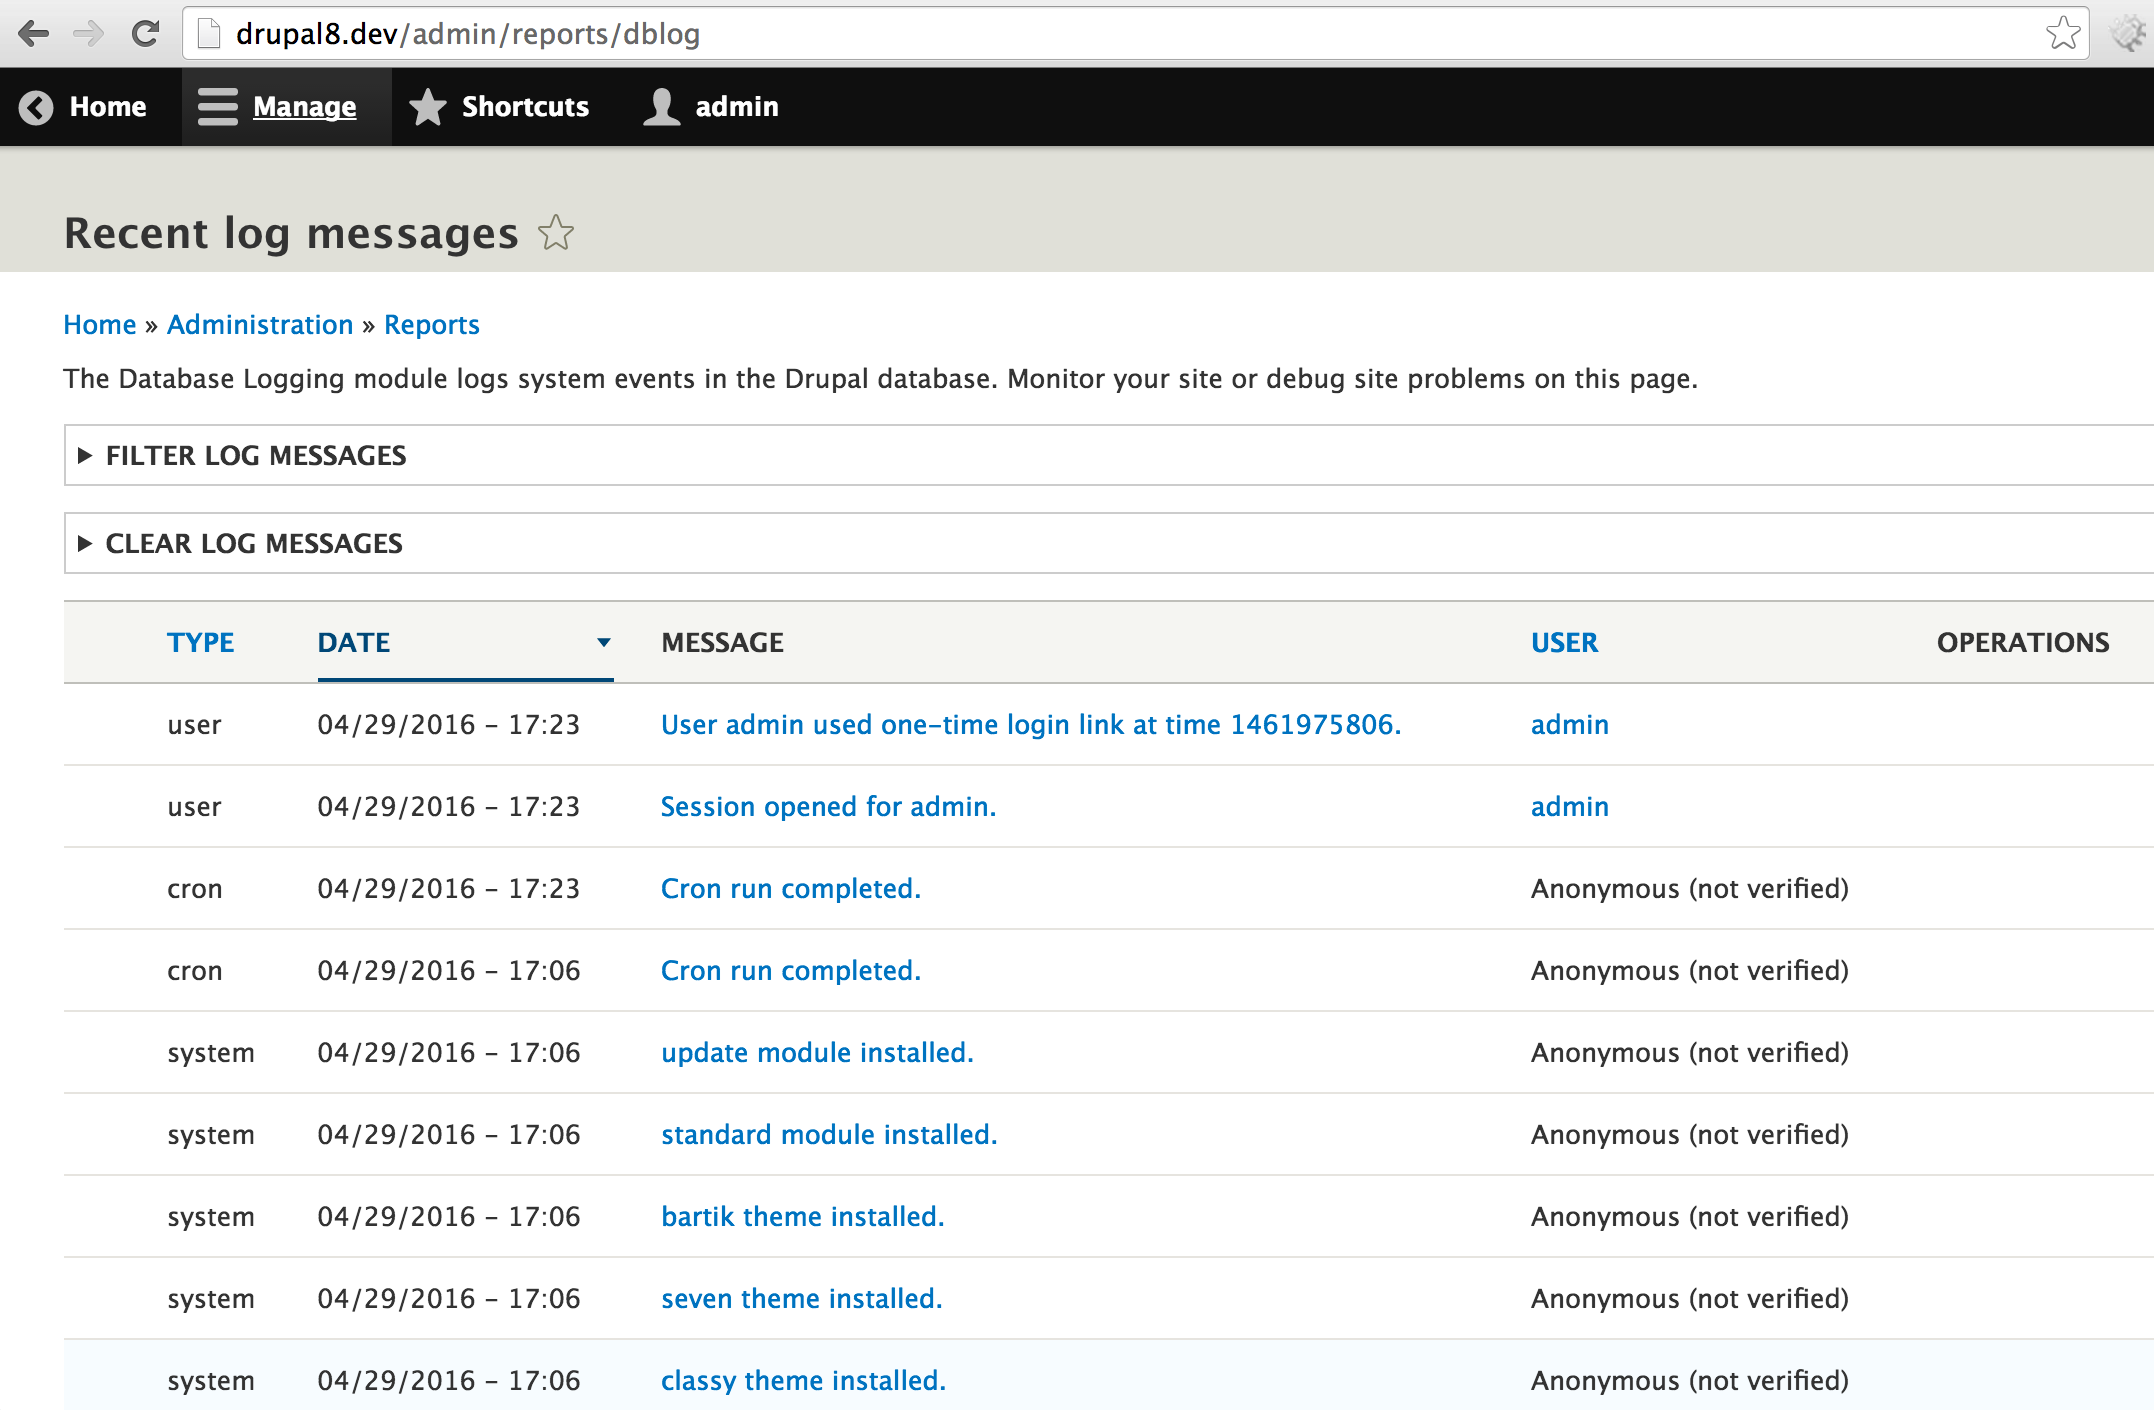 drupal8.dev/admin/reports/dblog
Home Manage Shortcuts admin
Recent log messages
Home » Administration » Reports
The Database Logging module logs system events in the Drupal database. Monitor your site or debug site problems on this page.
FILTER LOG MESSAGES
CLEAR LOG MESSAGES
TYPE DATE MESSAGE USER OPERATIONS
user 04/29/2016 - 17:23 User admin used one-time login link at time 1461975806. admin
user 04/29/2016 - 17:23 Session opened for admin. admin
cron 04/29/2016 - 17:23 Cron run completed. Anonymous (not verified)
cron 04/29/2016 - 17:06 Cron run completed. Anonymous (not verified)
system 04/29/2016 - 17:06 update module installed. Anonymous (not verified)
system 04/29/2016 - 17:06 standard module installed. Anonymous (not verified)
system 04/29/2016 - 17:06 bartik theme installed. Anonymous (not verified)
system 04/29/2016 - 17:06 seven theme installed. Anonymous (not verified)
system 04/29/2016 - 17:06 classy theme installed. Anonymous (not verified)